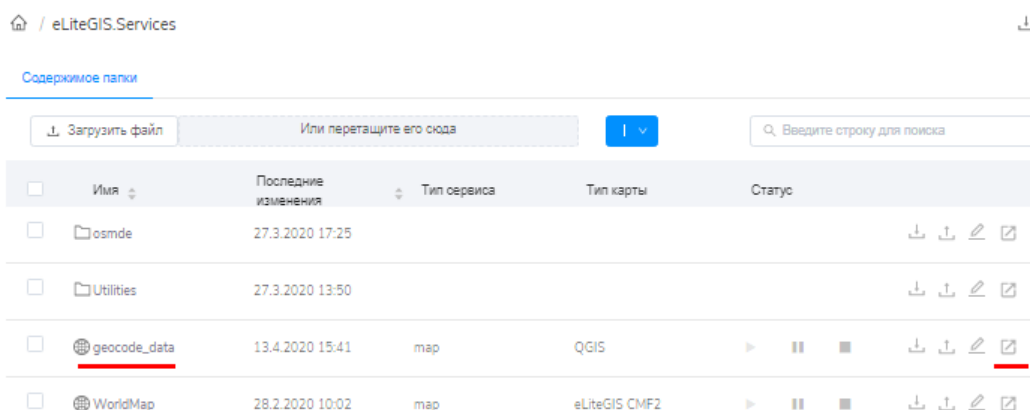 / eLiteGIS.Services
Содержимое папки
Загрузить файл Или перетащите его сюда Введите строку для поиска
Имя Последние изменения Тип сервиса Тип карты Статус
osmde 27.3.2020 17:25
Utilities 27.3.2020 13:50
geocode_data 13.4.2020 15:41 map QGIS
WorldMap 28.2.2020 10:02 map eLiteGIS CMF2